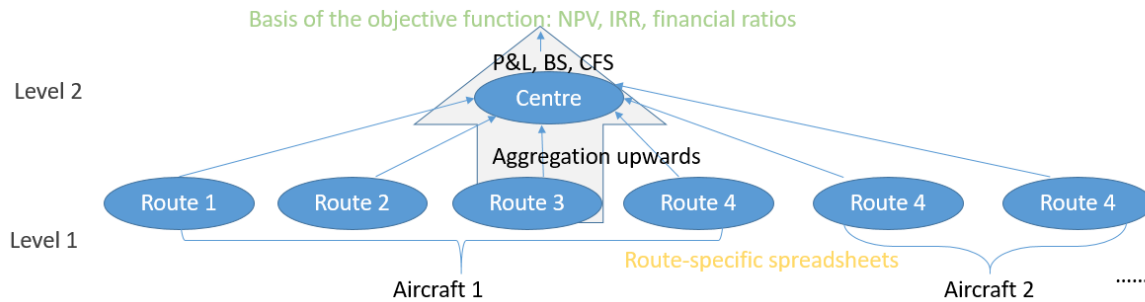 Basis of the objective function: NPV, IRR, financial ratios
P&L, BS, CFS
Level 2
Centre
Aggregation upwards
Route 1 Route 2 Route 3 Route 4 Route 4 Route 4
Level 1
Route-specific spreadsheets
Aircraft 1 Aircraft 2 ......